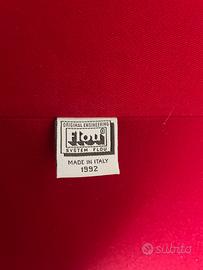 ORIGINAL ENGINEERING
Flou®
SYSTEM FLOU
MADE IN ITALY
1992
subito